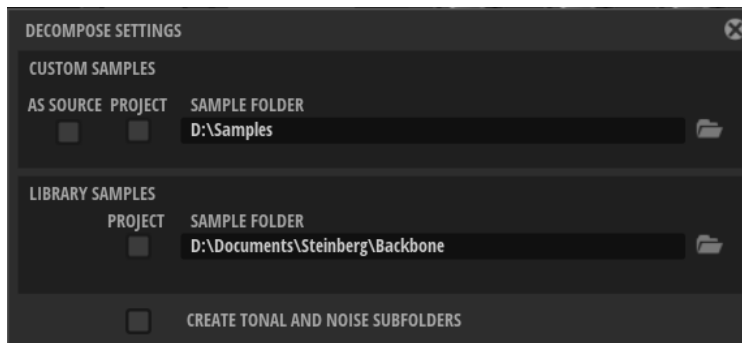 DECOMPOSE SETTINGS
CUSTOM SAMPLES
AS SOURCE PROJECT SAMPLE FOLDER
D:\Samples
LIBRARY SAMPLES
PROJECT SAMPLE FOLDER
D:\Documents\Steinberg\Backbone
CREATE TONAL AND NOISE SUBFOLDERS